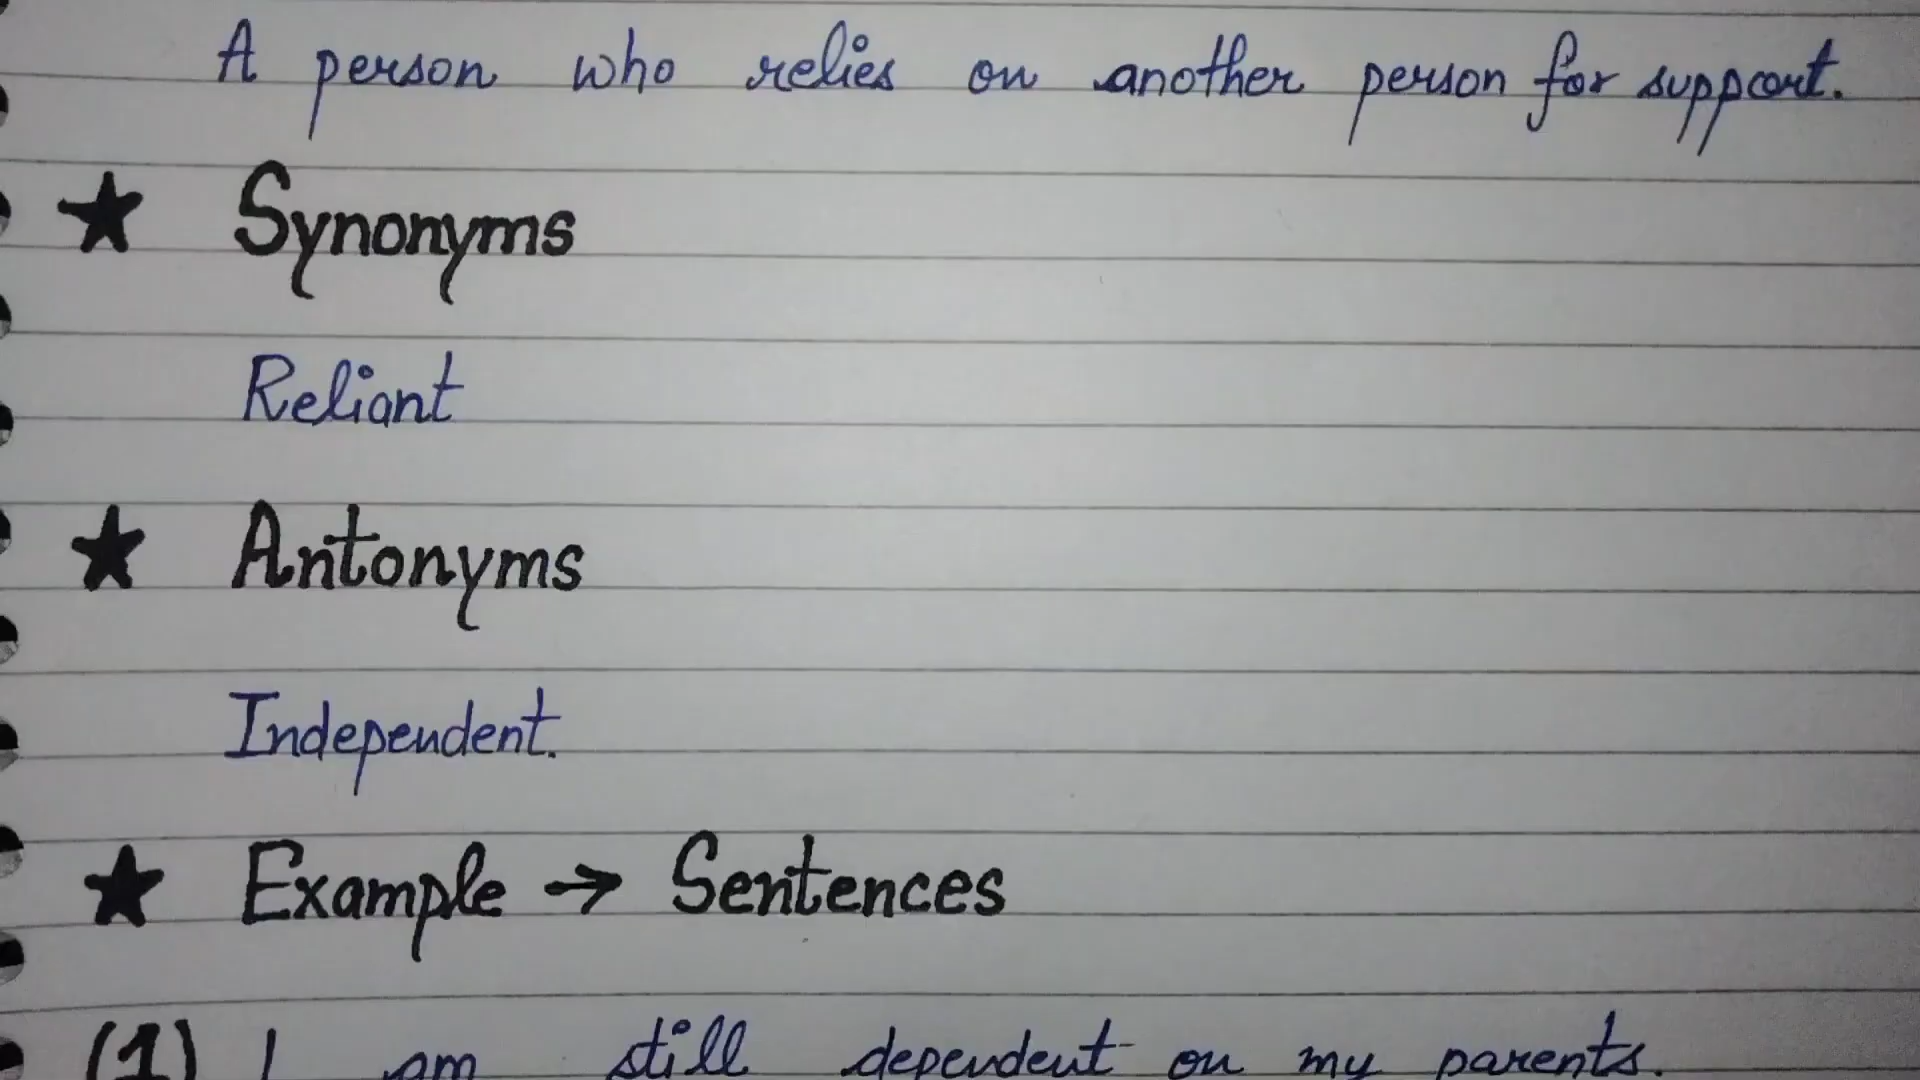 A person who relies on another person for support.
★ Synonyms
Reliant
★ Antonyms
Independent.
★ Example → Sentences
(1) I am still dependent on my parents.